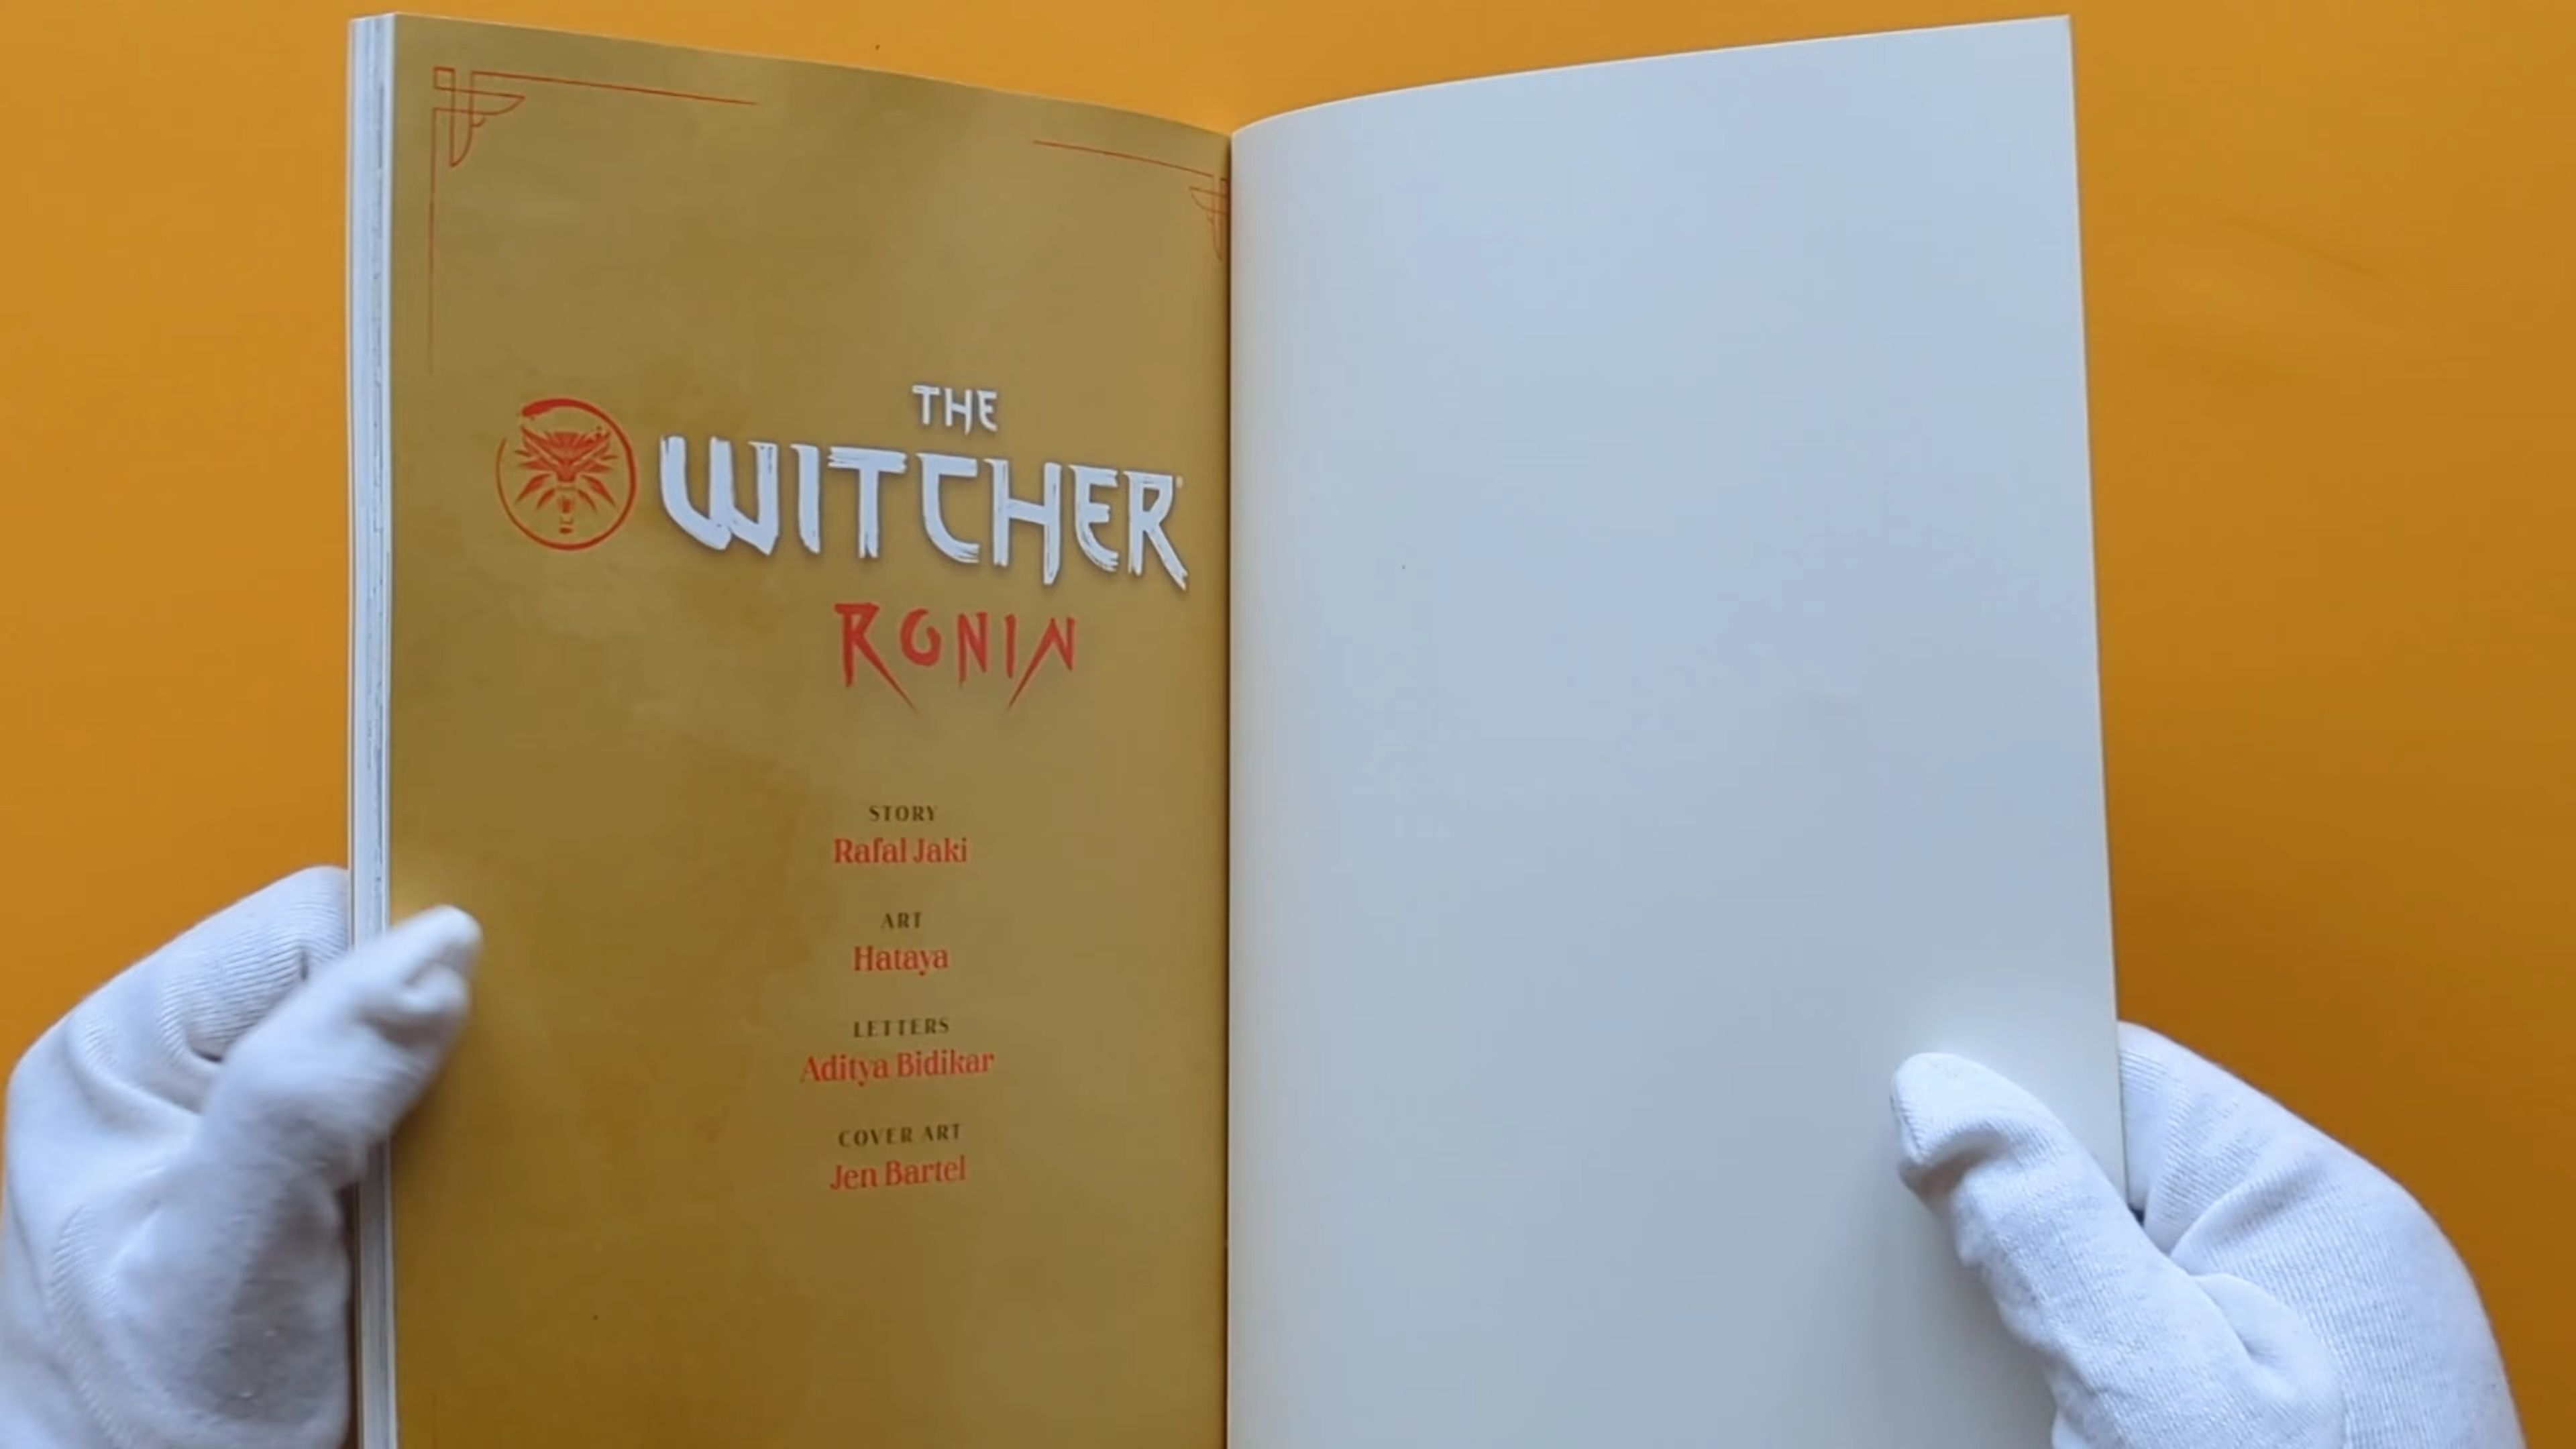 THE
WITCHER
RONIN
STORY
Rafal Jaki
ART
Hataya
LETTERS
Aditya Bidikar
COVER ART
Jen Bartel